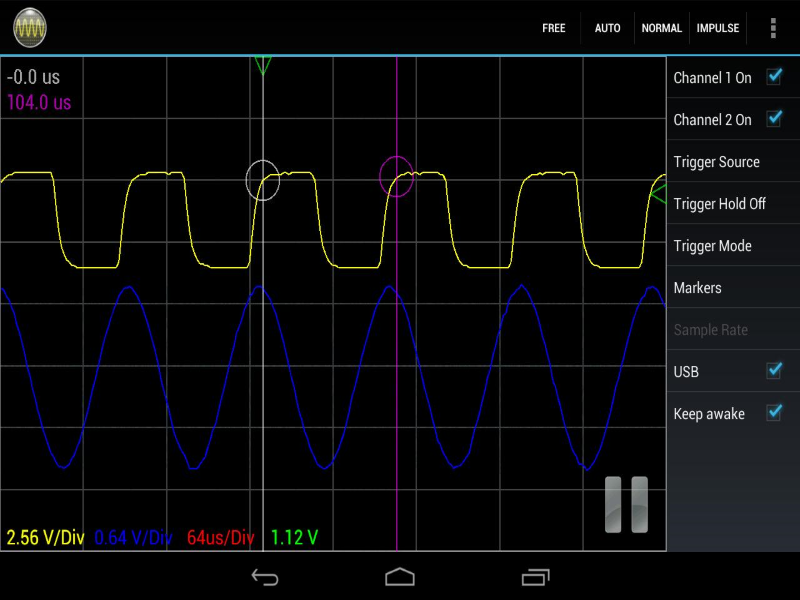 FREE AUTO NORMAL IMPULSE
-0.0 us
104.0 us
Channel 1 On
Channel 2 On
Trigger Source
Trigger Hold Off
Trigger Mode
Markers
Sample Rate
USB
Keep awake
2.56 V/Div 0.64 V/Div 64us/Div 1.12 V